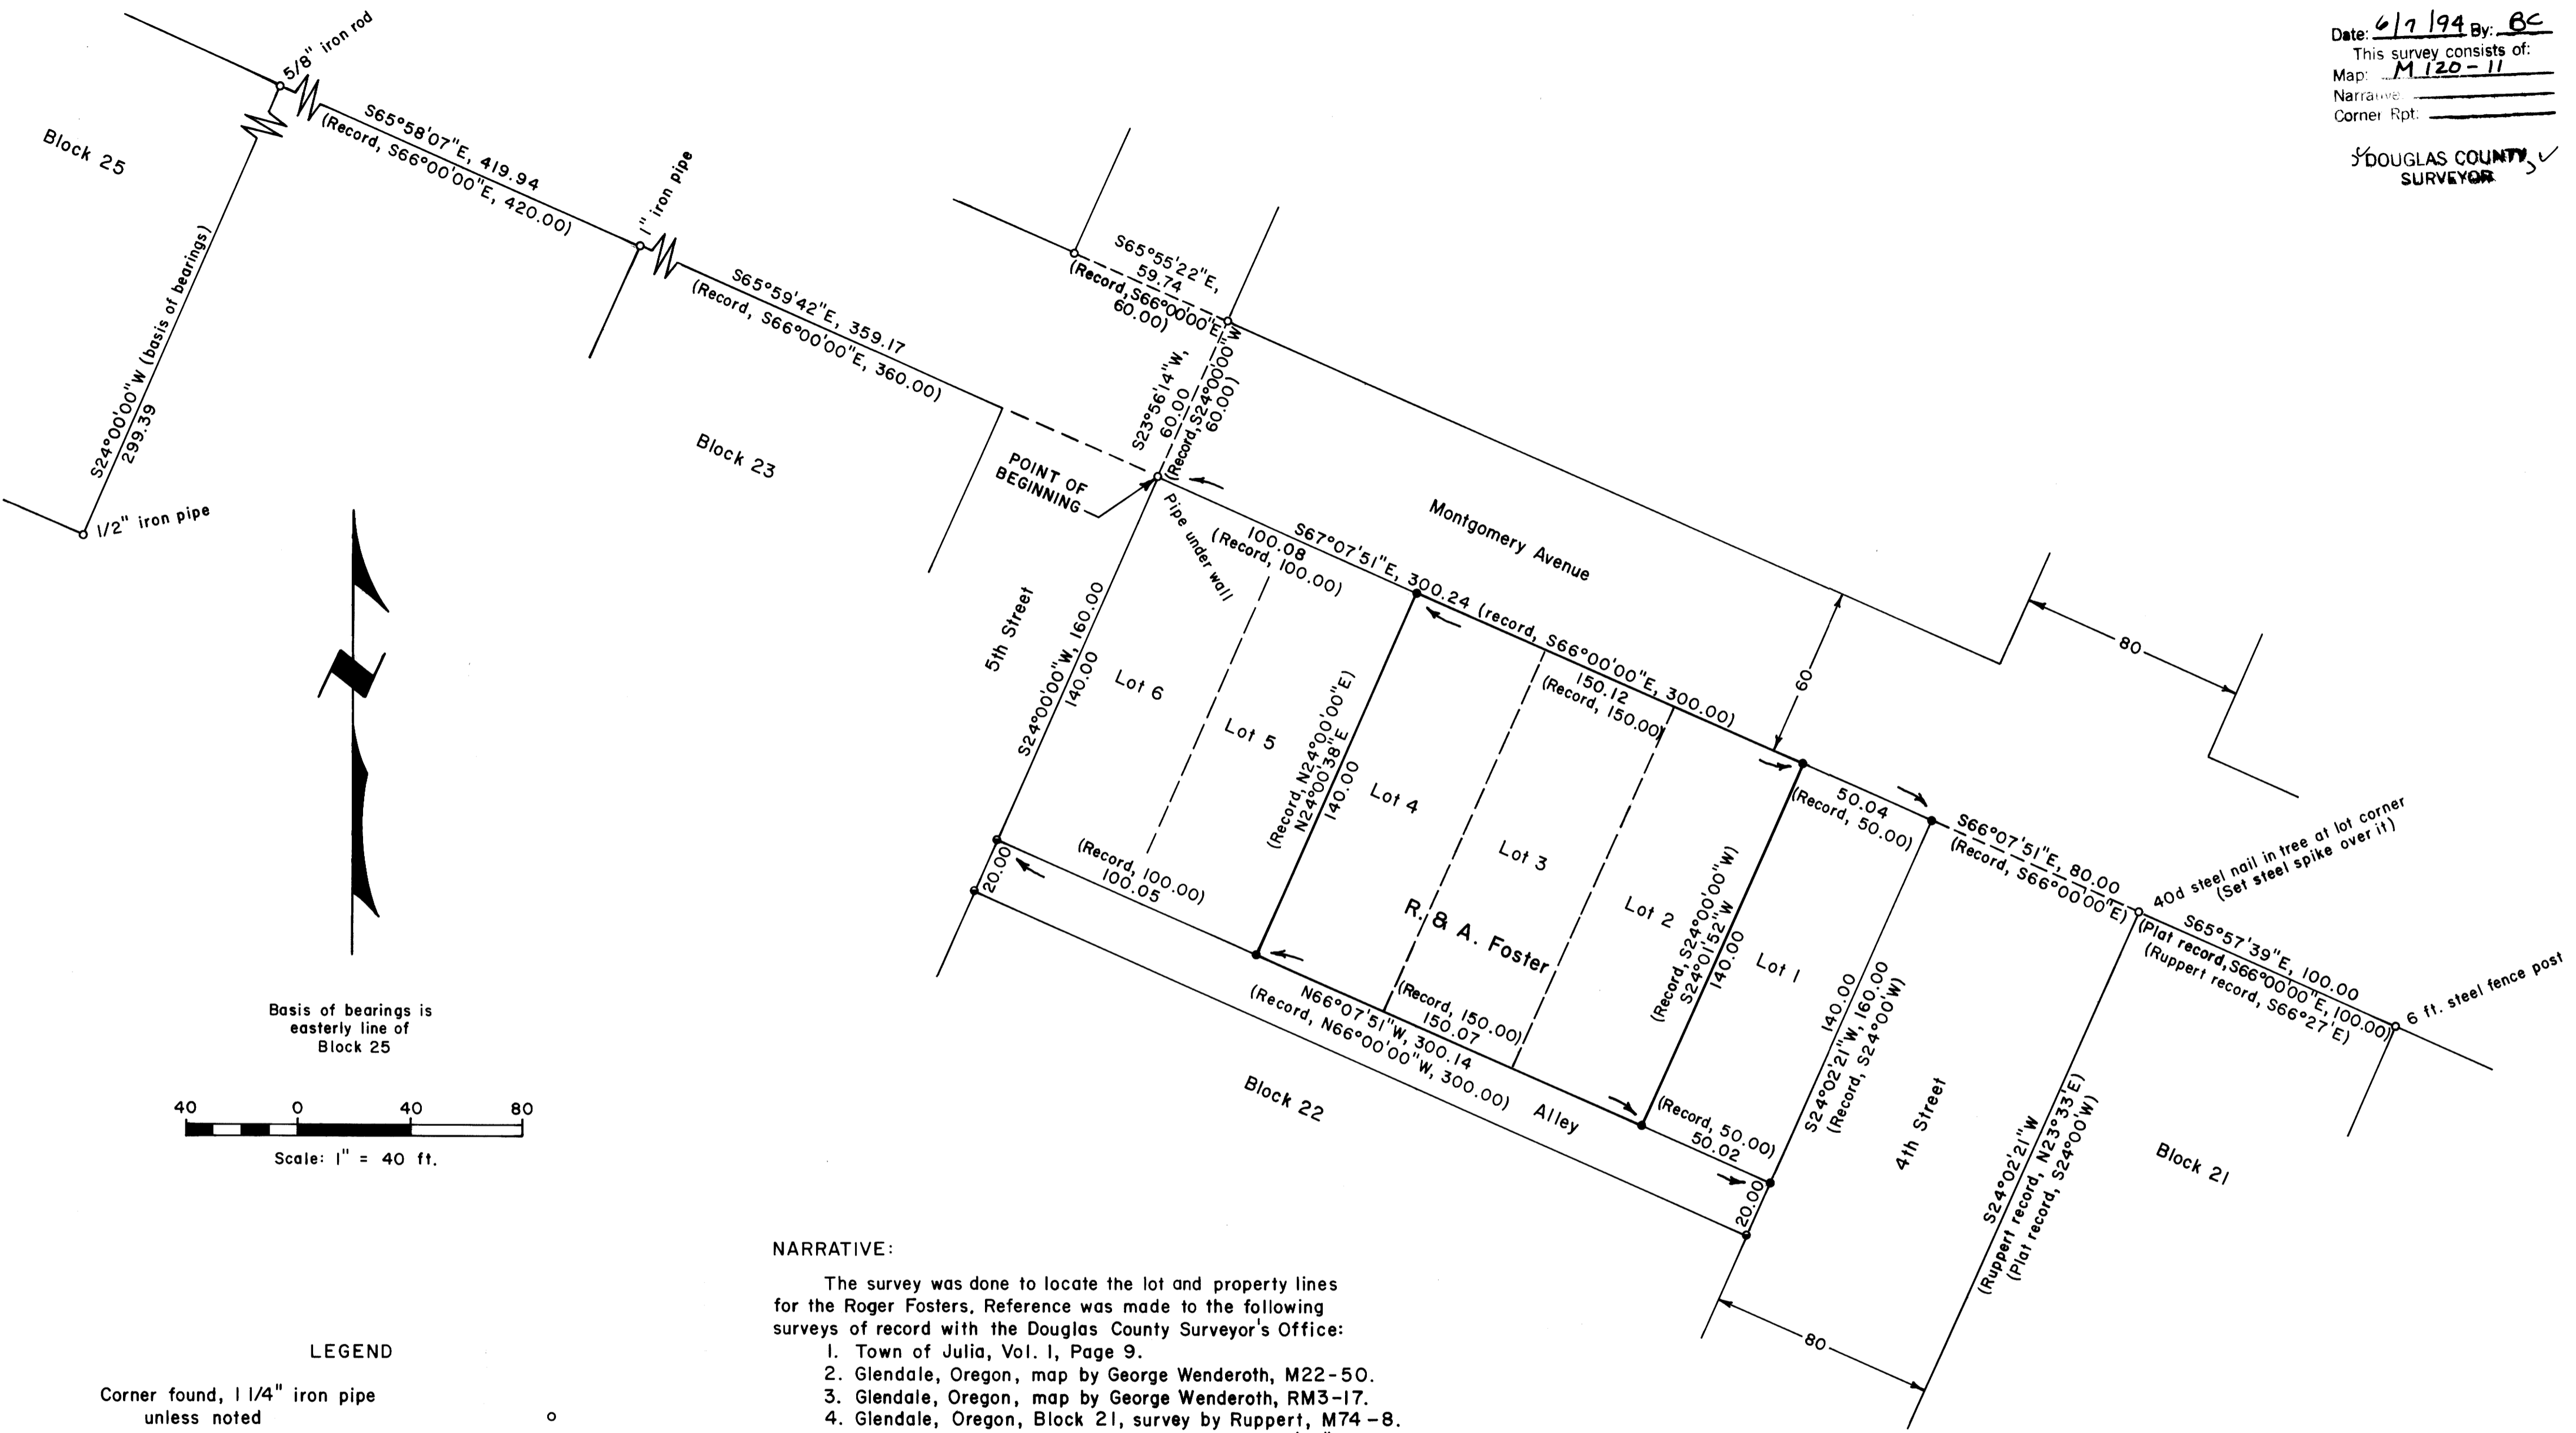 Date: 6/7/94 By: BC
This survey consists of:
Map: M 120-11
Narrative:
Corner Rpt:
DOUGLAS COUNTY
SURVEYOR
5/8" iron rod
Block 25
S65°58'07"E, 419.94
(Record, S66°00'00"E, 420.00)
1" iron pipe
S24°00'00"W (basis of bearings)
299.39
1/2" iron pipe
S65°59'42"E, 359.17
(Record, S66°00'00"E, 360.00)
Block 23
S65°55'22"E,
59.74
(Record, S66°00'00"E
60.00)
S23°56'14"W,
60.00
(Record, S24°00'00"W
60.00)
POINT OF
BEGINNING
Pipe under wall
Montgomery Avenue
S67°07'51"E, 300.24 (record, S66°00'00"E, 300.00)
100.08
(Record, 100.00)
150.12
(Record, 150.00)
60
80
5th Street
S24°00'00"W, 160.00
140.00
Lot 6
Lot 5
(Record, N24°00'00"E)
N24°00'38"E
140.00
Lot 4
Lot 3
Lot 2
R. & A. Foster
(Record, S24°00'00"W)
S24°01'52"W
140.00
Lot 1
50.04
(Record, 50.00)
S66°07'51"E, 80.00
(Record, S66°00'00"E)
40d steel nail in tree at lot corner
(Set steel spike over it)
S65°57'39"E, 100.00
(Plat record, S66°00'00"E, 100.00)
(Ruppert record, S66°27'E)
6 ft. steel fence post
20.00
(Record, 100.00)
100.05
(Record, 150.00)
150.07
N66°07'51"W, 300.14
(Record, N66°00'00"W, 300.00)
Alley
Block 22
(Record, 50.00)
50.02
20.00
140.00
S24°02'21"W, 160.00
(Record, S24°00'W)
4th Street
S24°02'21"W
(Ruppert record, N23°33'E)
(Plat record, S24°00'W)
Block 21
80
Basis of bearings is
easterly line of
Block 25
40 0 40 80
Scale: 1" = 40 ft.
LEGEND
Corner found, 1 1/4" iron pipe
unless noted
NARRATIVE:
The survey was done to locate the lot and property lines
for the Roger Fosters. Reference was made to the following
surveys of record with the Douglas County Surveyor's Office:
1. Town of Julia, Vol. 1, Page 9.
2. Glendale, Oregon, map by George Wenderoth, M22-50.
3. Glendale, Oregon, map by George Wenderoth, RM3-17.
4. Glendale, Oregon, Block 21, survey by Ruppert, M74-8.